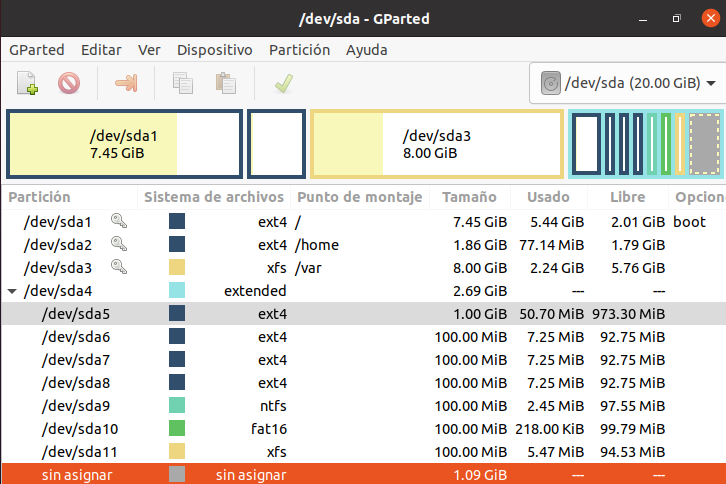 /dev/sda - GParted
GParted Editar Ver Dispositivo Partición Ayuda
/dev/sda (20.00 GiB)
/dev/sda1
7.45 GiB
/dev/sda3
8.00 GiB
Partición Sistema de archivos Punto de montaje Tamaño Usado Libre Opcione
/dev/sda1 ext4 / 7.45 GiB 5.44 GiB 2.01 GiB boot
/dev/sda2 ext4 /home 1.86 GiB 77.14 MiB 1.79 GiB
/dev/sda3 xfs /var 8.00 GiB 2.24 GiB 5.76 GiB
/dev/sda4 extended 2.69 GiB --- ---
/dev/sda5 ext4 1.00 GiB 50.70 MiB 973.30 MiB
/dev/sda6 ext4 100.00 MiB 7.25 MiB 92.75 MiB
/dev/sda7 ext4 100.00 MiB 7.25 MiB 92.75 MiB
/dev/sda8 ext4 100.00 MiB 7.25 MiB 92.75 MiB
/dev/sda9 ntfs 100.00 MiB 2.45 MiB 97.55 MiB
/dev/sda10 fat16 100.00 MiB 218.00 KiB 99.79 MiB
/dev/sda11 xfs 100.00 MiB 5.47 MiB 94.53 MiB
sin asignar sin asignar 1.09 GiB --- ---